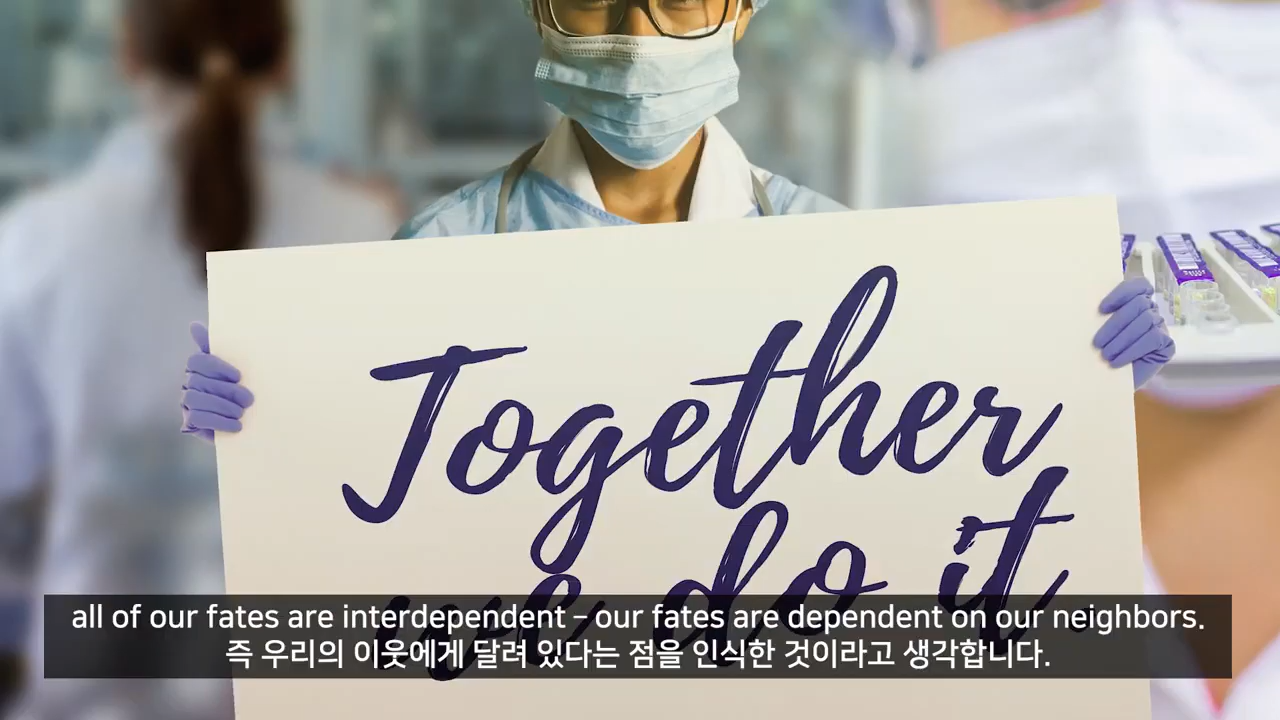 Together
we do it.
all of our fates are interdependent – our fates are dependent on our neighbors.
즉 우리의 이웃에게 달려 있다는 점을 인식한 것이라고 생각합니다.